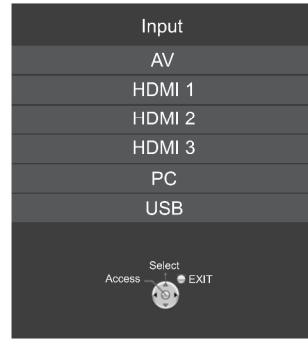 Input
AV
HDMI 1
HDMI 2
HDMI 3
PC
USB
Select
Access
EXIT